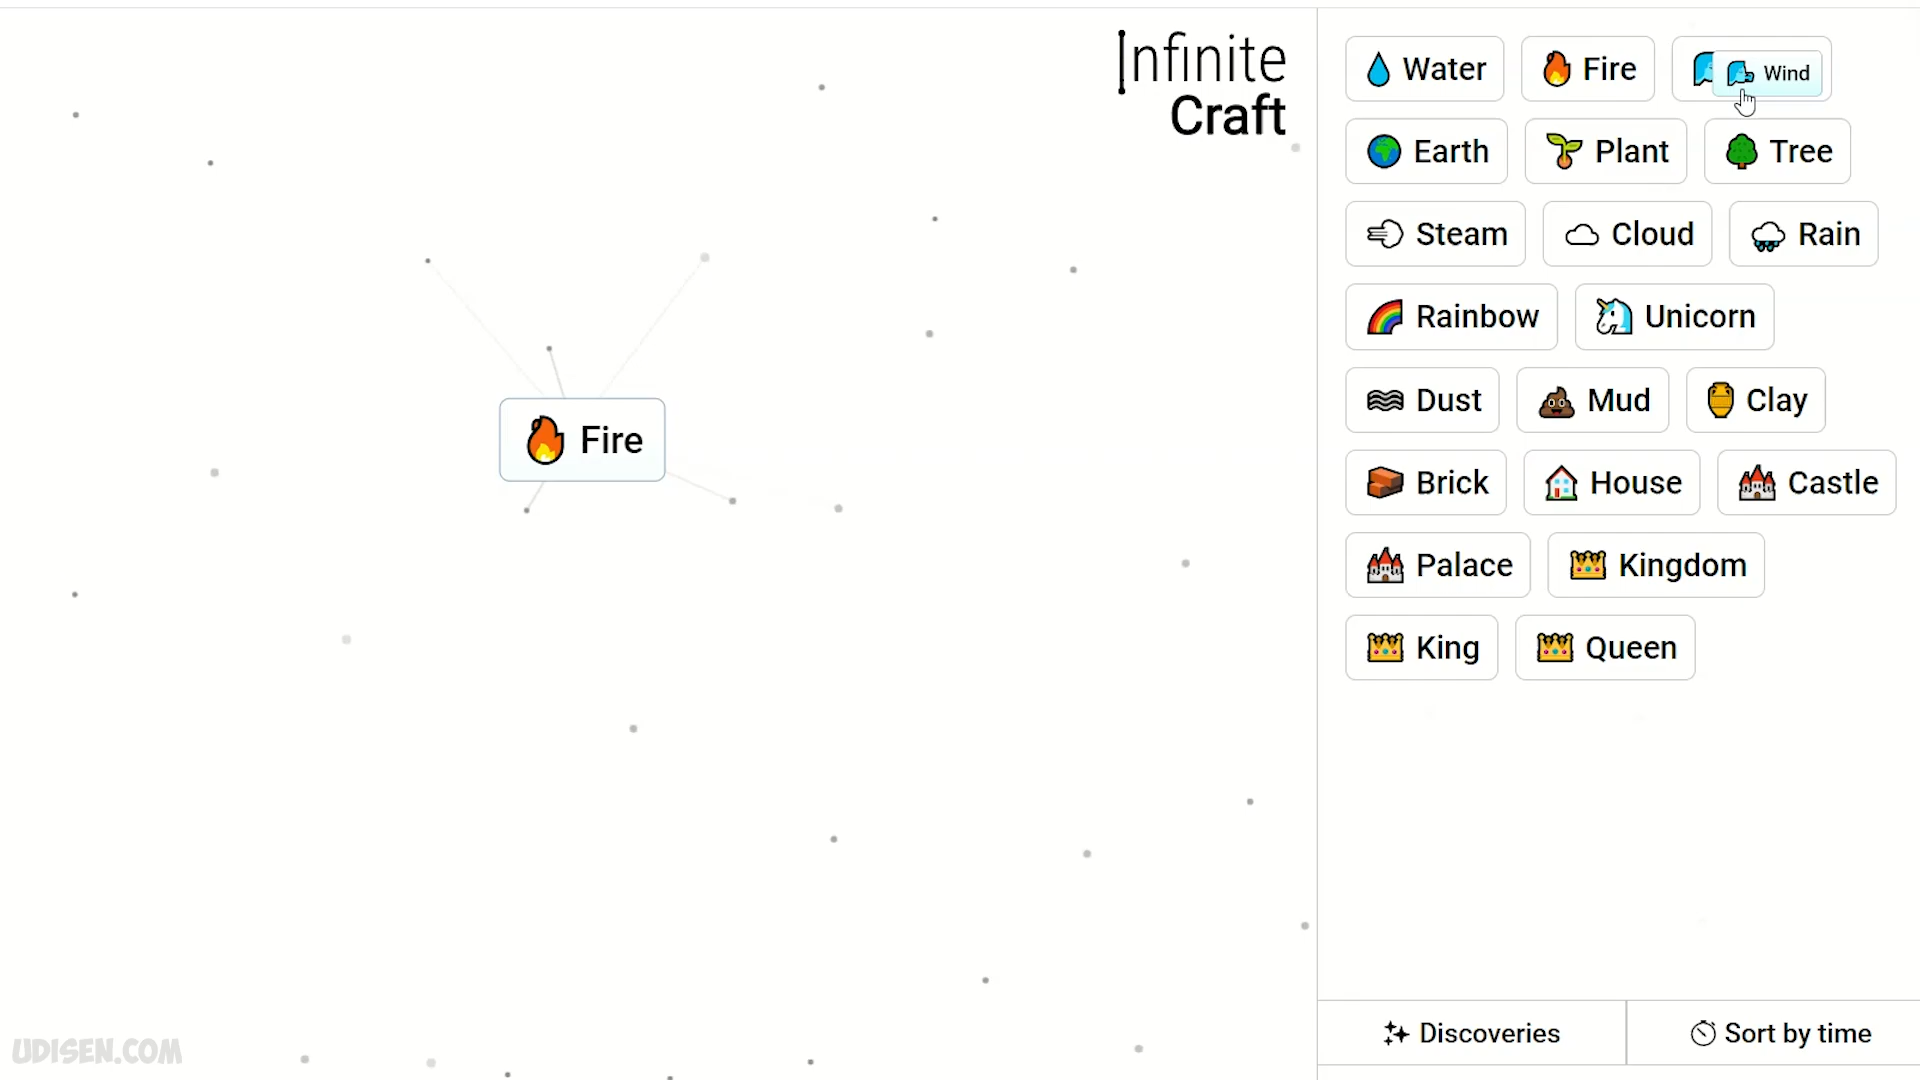 Infinite
Craft
Water Fire Wind
Earth Plant Tree
Steam Cloud Rain
Rainbow Unicorn
Dust Mud Clay
Brick House Castle
Palace Kingdom
King Queen
Fire
Discoveries Sort by time
UDISEN.COM